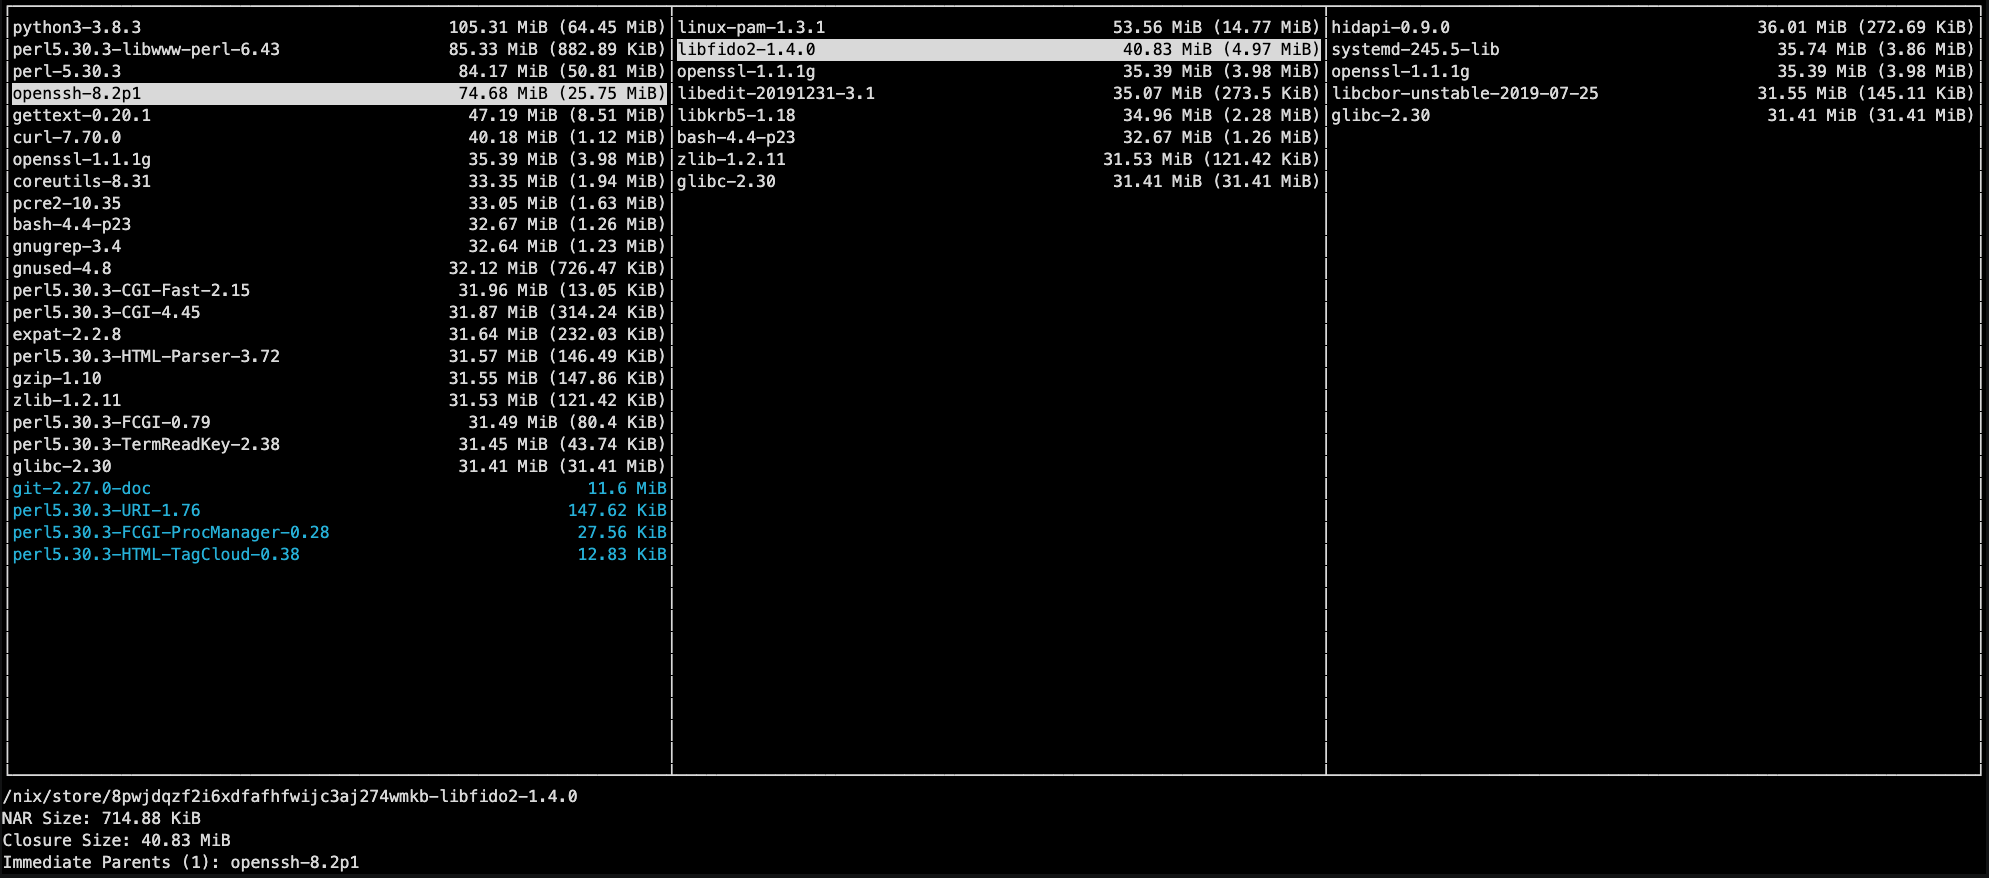 python3-3.8.3 105.31 MiB (64.45 MiB)
perl5.30.3-libwww-perl-6.43 85.33 MiB (882.89 KiB)
perl-5.30.3 84.17 MiB (50.81 MiB)
openssh-8.2p1 74.68 MiB (25.75 MiB)
gettext-0.20.1 47.19 MiB (8.51 MiB)
curl-7.70.0 40.18 MiB (1.12 MiB)
openssl-1.1.1g 35.39 MiB (3.98 MiB)
coreutils-8.31 33.35 MiB (1.94 MiB)
pcre2-10.35 33.05 MiB (1.63 MiB)
bash-4.4-p23 32.67 MiB (1.26 MiB)
gnugrep-3.4 32.64 MiB (1.23 MiB)
gnused-4.8 32.12 MiB (726.47 KiB)
perl5.30.3-CGI-Fast-2.15 31.96 MiB (13.05 KiB)
perl5.30.3-CGI-4.45 31.87 MiB (314.24 KiB)
expat-2.2.8 31.64 MiB (232.03 KiB)
perl5.30.3-HTML-Parser-3.72 31.57 MiB (146.49 KiB)
gzip-1.10 31.55 MiB (147.86 KiB)
zlib-1.2.11 31.53 MiB (121.42 KiB)
perl5.30.3-FCGI-0.79 31.49 MiB (80.4 KiB)
perl5.30.3-TermReadKey-2.38 31.45 MiB (43.74 KiB)
glibc-2.30 31.41 MiB (31.41 MiB)
git-2.27.0-doc 11.6 MiB
perl5.30.3-URI-1.76 147.62 KiB
perl5.30.3-FCGI-ProcManager-0.28 27.56 KiB
perl5.30.3-HTML-TagCloud-0.38 12.83 KiB
linux-pam-1.3.1 53.56 MiB (14.77 MiB)
libfido2-1.4.0 40.83 MiB (4.97 MiB)
openssl-1.1.1g 35.39 MiB (3.98 MiB)
libedit-20191231-3.1 35.07 MiB (273.5 KiB)
libkrb5-1.18 34.96 MiB (2.28 MiB)
bash-4.4-p23 32.67 MiB (1.26 MiB)
zlib-1.2.11 31.53 MiB (121.42 KiB)
glibc-2.30 31.41 MiB (31.41 MiB)
hidapi-0.9.0 36.01 MiB (272.69 KiB)
systemd-245.5-lib 35.74 MiB (3.86 MiB)
openssl-1.1.1g 35.39 MiB (3.98 MiB)
libcbor-unstable-2019-07-25 31.55 MiB (145.11 KiB)
glibc-2.30 31.41 MiB (31.41 MiB)
/nix/store/8pwjdqzf2i6xdfafhfwijc3aj274wmkb-libfido2-1.4.0
NAR Size: 714.88 KiB
Closure Size: 40.83 MiB
Immediate Parents (1): openssh-8.2p1